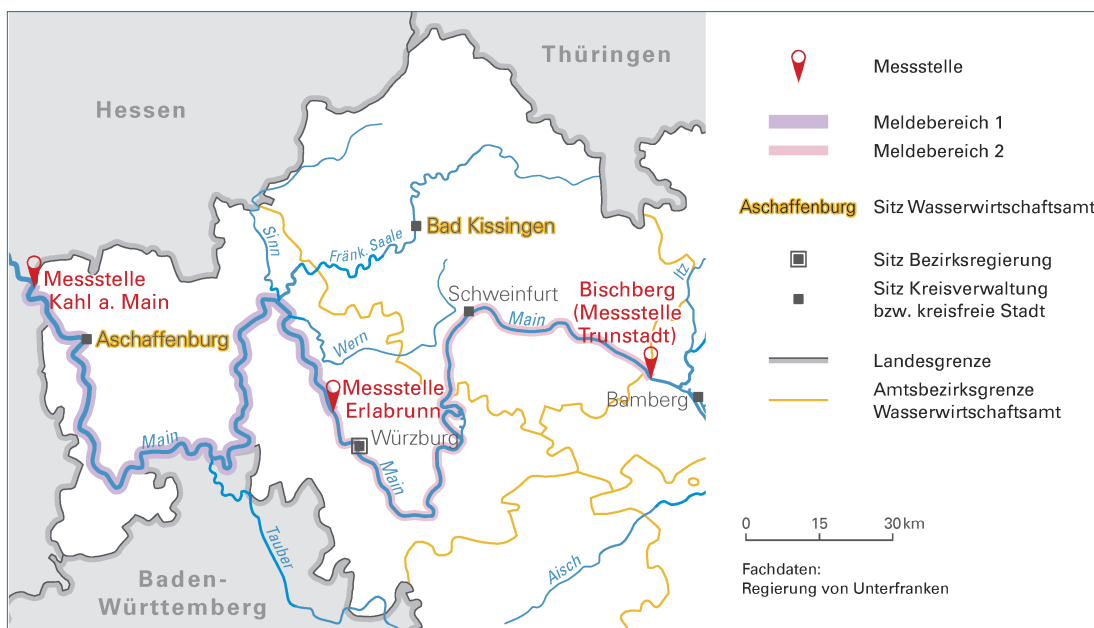 Thüringen
Hessen
Sinn
Fränk. Saale
Bad Kissingen
Itz
Messstelle
Kahl a. Main
Aschaffenburg
Schweinfurt
Main
Bischberg
(Messstelle
Trunstadt)
Wern
Messstelle
Erlabrunn
Bamberg
Würzburg
Main
Main
Tauber
Aisch
Baden-
Württemberg
Messstelle
Meldebereich 1
Meldebereich 2
Aschaffenburg Sitz Wasserwirtschaftsamt
Sitz Bezirksregierung
Sitz Kreisverwaltung
bzw. kreisfreie Stadt
Landesgrenze
Amtsbezirksgrenze
Wasserwirtschaftsamt
0 15 30 km
Fachdaten:
Regierung von Unterfranken